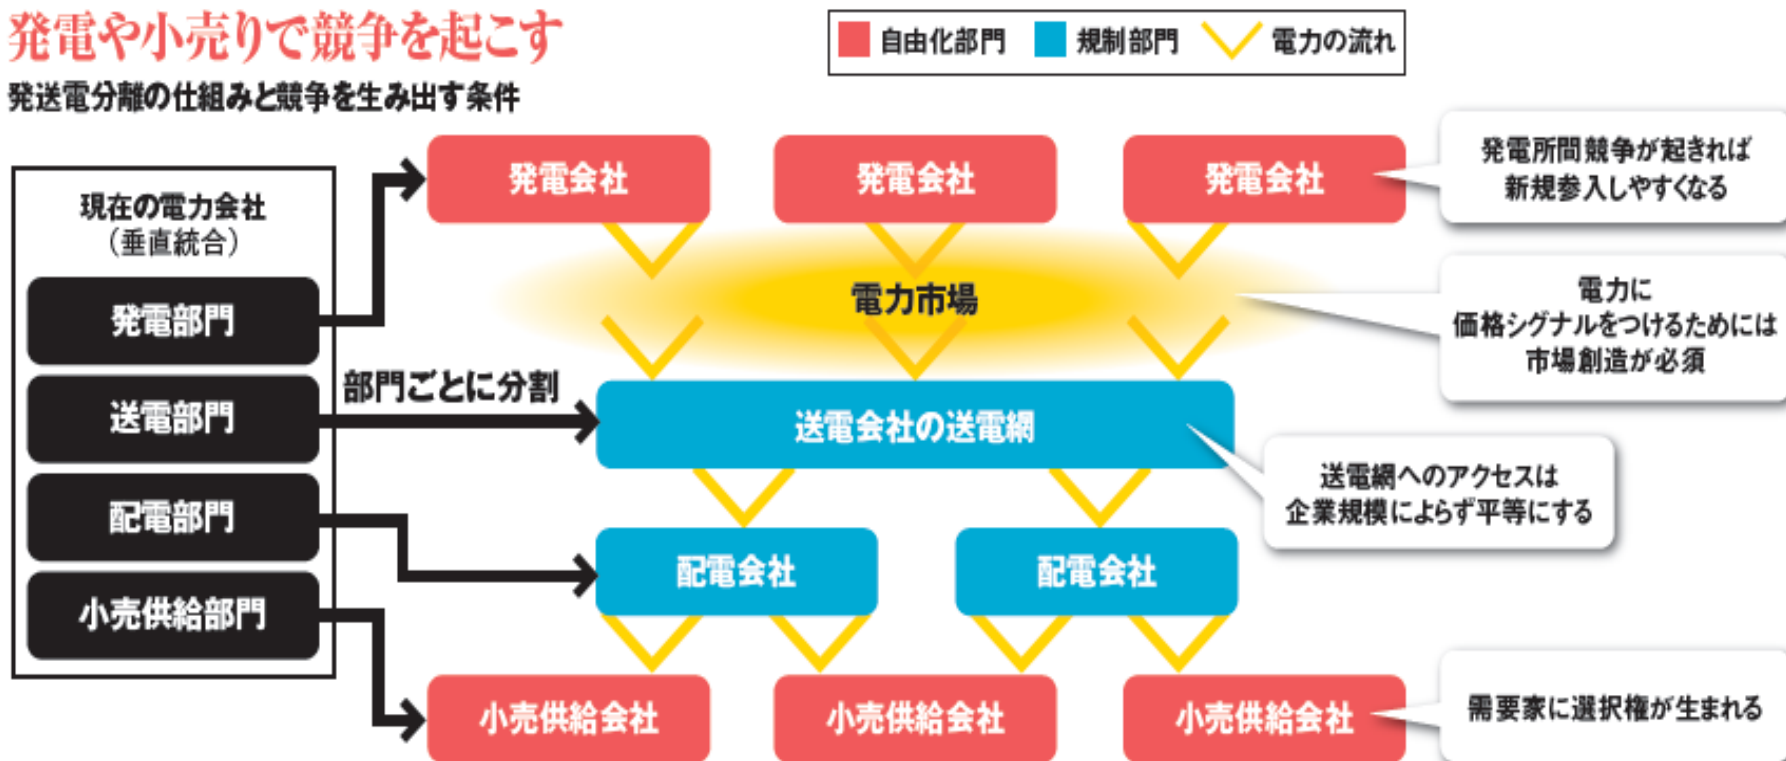 発電や小売りで競争を起こす
発送電分離の仕組みと競争を生み出す条件
自由化部門 規制部門 電力の流れ
現在の電力会社
（垂直統合）
発電部門
送電部門
配電部門
小売供給部門
部門ごとに分割
発電会社 発電会社 発電会社
発電所間競争が起きれば
新規参入しやすくなる
電力市場
電力に
価格シグナルをつけるためには
市場創造が必須
送電会社の送電網
送電網へのアクセスは
企業規模によらず平等にする
配電会社 配電会社
小売供給会社 小売供給会社 小売供給会社
需要家に選択権が生まれる